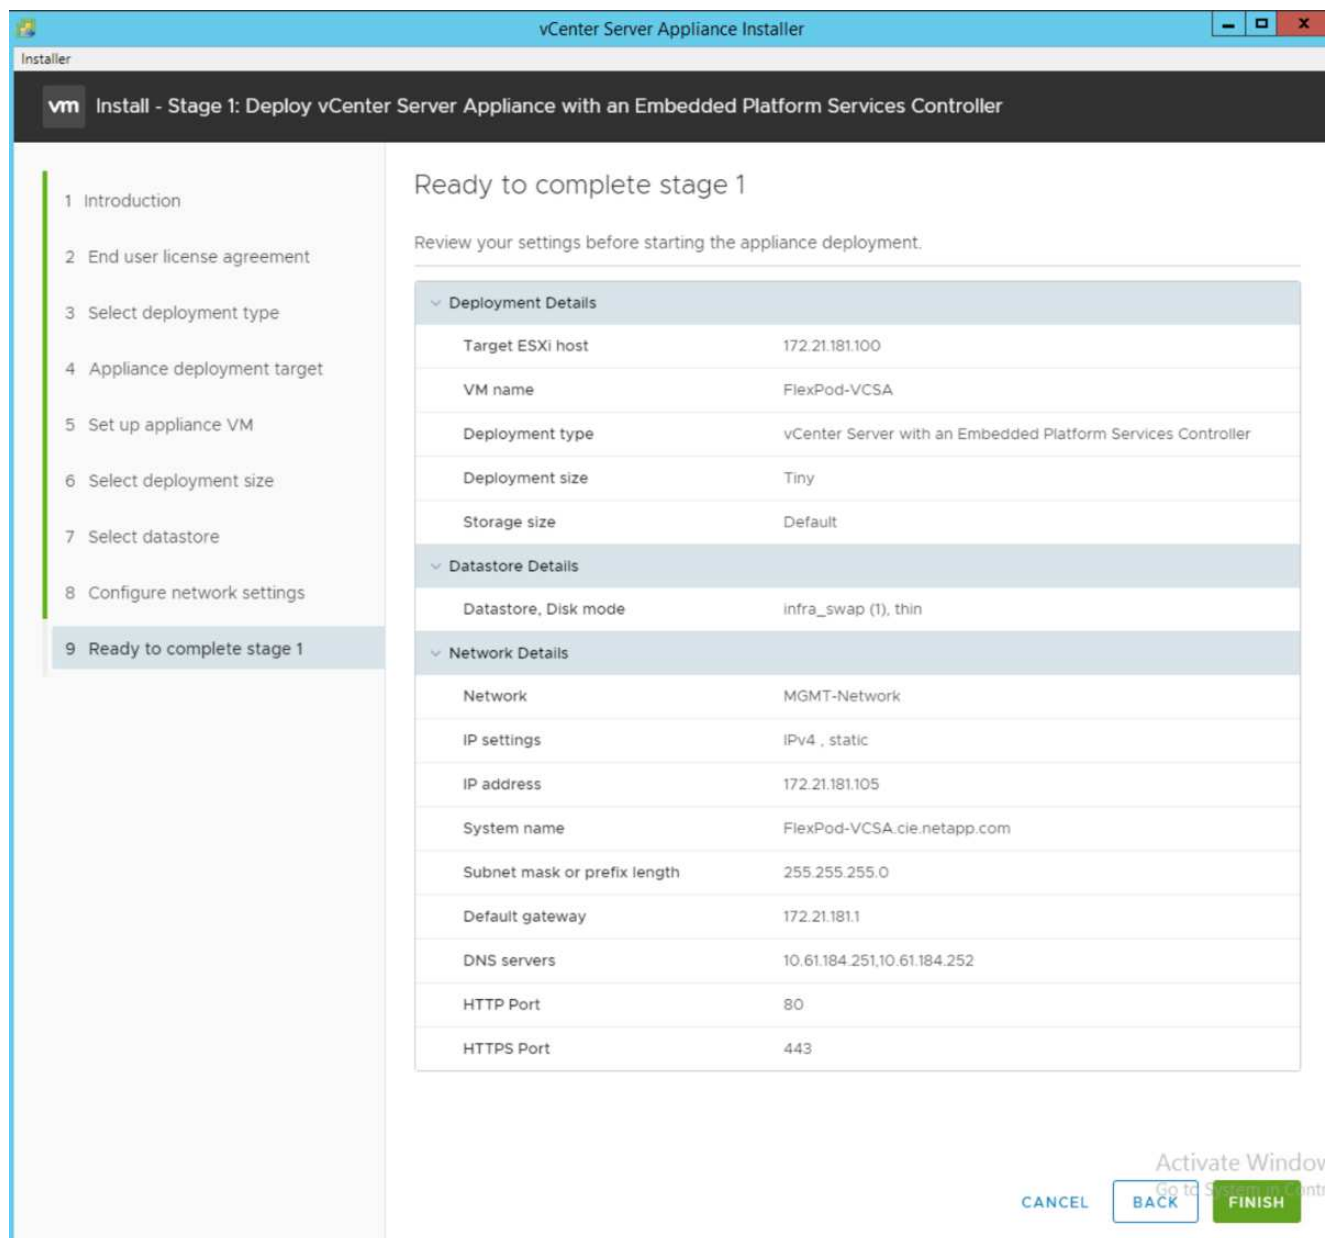 vCenter Server Appliance Installer
Installer
vm Install - Stage 1: Deploy vCenter Server Appliance with an Embedded Platform Services Controller
1 Introduction
2 End user license agreement
3 Select deployment type
4 Appliance deployment target
5 Set up appliance VM
6 Select deployment size
7 Select datastore
8 Configure network settings
9 Ready to complete stage 1
Ready to complete stage 1
Review your settings before starting the appliance deployment.
Deployment Details
Target ESXi host 172.21.181.100
VM name FlexPod-VCSA
Deployment type vCenter Server with an Embedded Platform Services Controller
Deployment size Tiny
Storage size Default
Datastore Details
Datastore, Disk mode infra_swap (1), thin
Network Details
Network MGMT-Network
IP settings IPv4 , static
IP address 172.21.181.105
System name FlexPod-VCSA.cie.netapp.com
Subnet mask or prefix length 255.255.255.0
Default gateway 172.21.181.1
DNS servers 10.61.184.251,10.61.184.252
HTTP Port 80
HTTPS Port 443
Activate Window
Go to System in Contr
CANCEL BACK FINISH